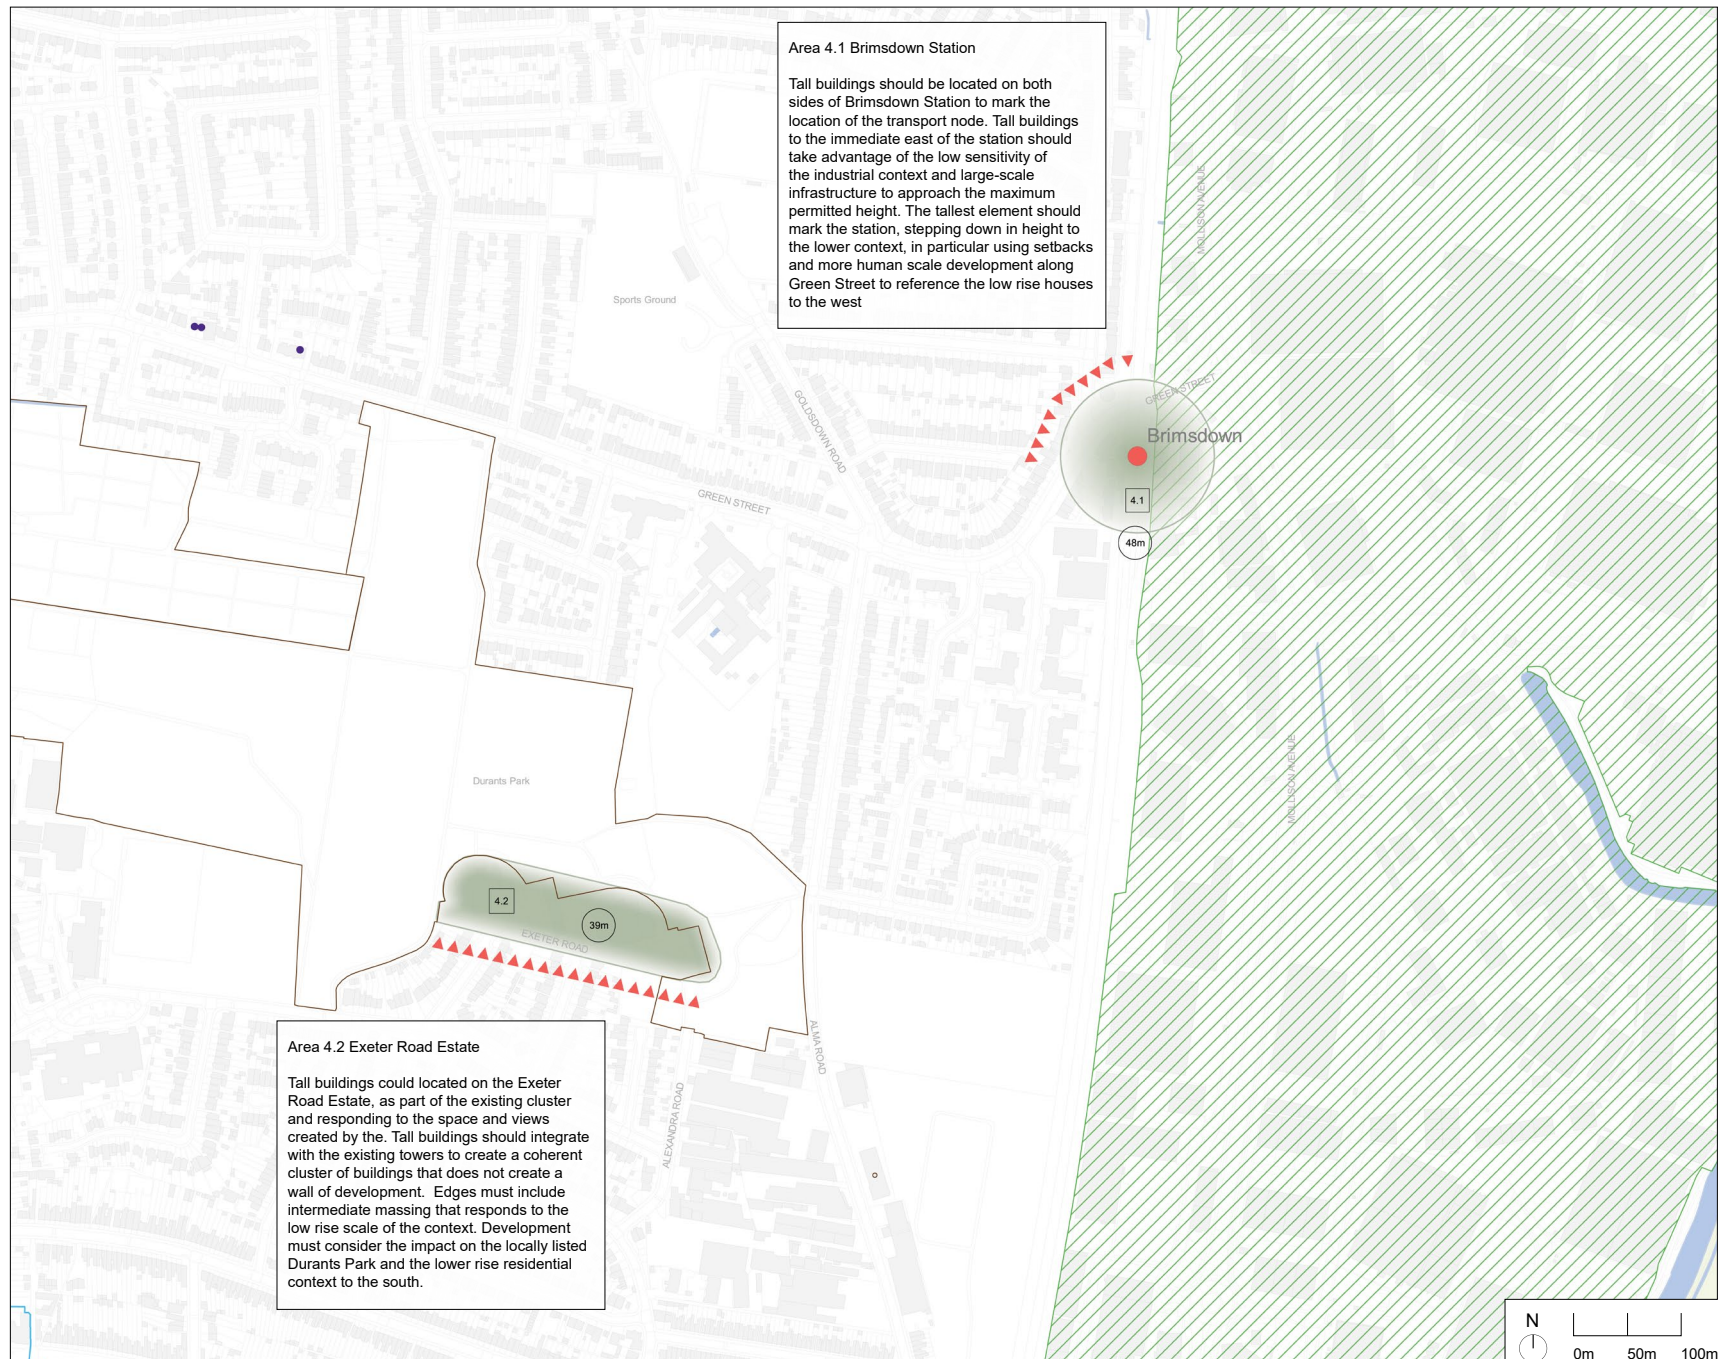 Area 4.1 Brimsdown Station
Tall buildings should be located on both
sides of Brimsdown Station to mark the
location of the transport node. Tall buildings
to the immediate east of the station should
take advantage of the low sensitivity of
the industrial context and large-scale
infrastructure to approach the maximum
permitted height. The tallest element should
mark the station, stepping down in height to
the lower context, in particular using setbacks
and more human scale development along
Green Street to reference the low rise houses
to the west
MOLLISON AVENUE
Sports Ground
GREEN STREET
GOLDSDOWN ROAD
Brimsdown
GREEN STREET
4.1
48m
MOLLISON AVENUE
Durants Park
4.2
39m
EXETER ROAD
ALMA ROAD
ALEXANDRA ROAD
Area 4.2 Exeter Road Estate
Tall buildings could located on the Exeter
Road Estate, as part of the existing cluster
and responding to the space and views
created by the. Tall buildings should integrate
with the existing towers to create a coherent
cluster of buildings that does not create a
wall of development.  Edges must include
intermediate massing that responds to the
low rise scale of the context. Development
must consider the impact on the locally listed
Durants Park and the lower rise residential
context to the south.
N
0m 50m 100m